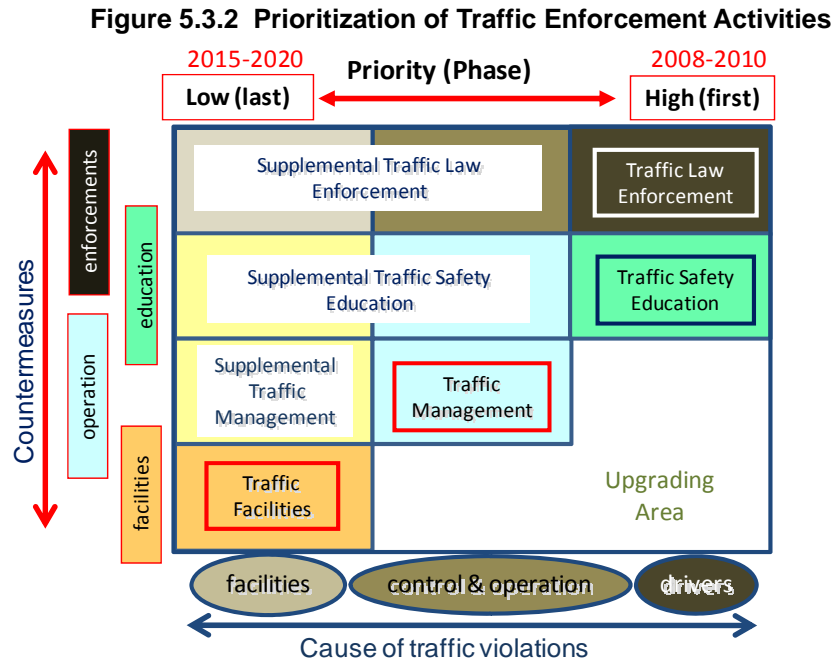 Figure 5.3.2 Prioritization of Traffic Enforcement Activities
2015-2020
Priority (Phase)
2008-2010
Low (last)
High (first)
Countermeasures
enforcements
education
operation
facilities
Supplemental Traffic Law
Enforcement
Traffic Law
Enforcement
Supplemental Traffic Safety
Education
Traffic Safety
Education
Supplemental
Traffic
Management
Traffic
Management
Traffic
Facilities
Upgrading
Area
facilities
control & operation
drivers
Cause of traffic violations